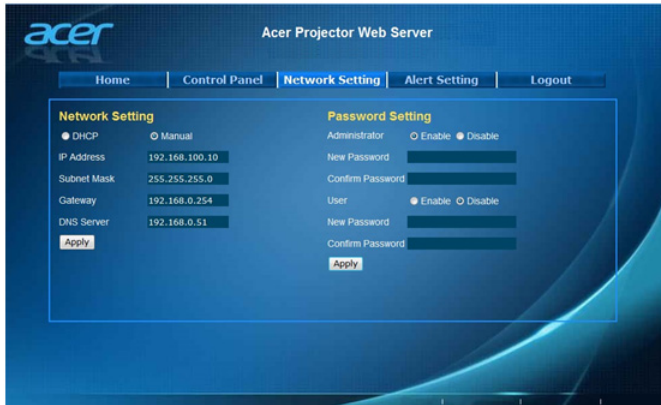 acer
Acer Projector Web Server
Home
Control Panel
Network Setting
Alert Setting
Logout
Network Setting
DHCP Manual
IP Address 192.168.100.10
Subnet Mask 255.255.255.0
Gateway 192.168.0.254
DNS Server 192.168.0.51
Apply
Password Setting
Administrator Enable Disable
New Password
Confirm Password
User Enable Disable
New Password
Confirm Password
Apply